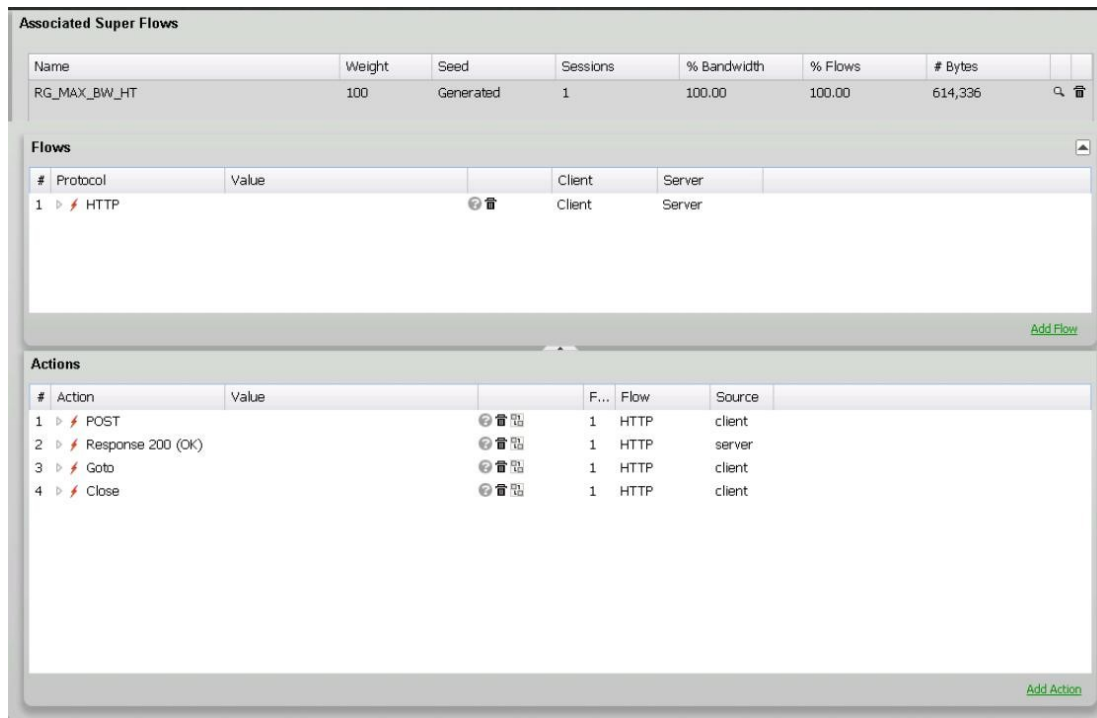 Associated Super Flows
Name Weight Seed Sessions % Bandwidth % Flows # Bytes
RG_MAX_BW_HT 100 Generated 1 100.00 100.00 614,336
Flows
# Protocol Value Client Server
1 HTTP Client Server
Add Flow
Actions
# Action Value F... Flow Source
1 POST 1 HTTP client
2 Response 200 (OK) 1 HTTP server
3 Goto 1 HTTP client
4 Close 1 HTTP client
Add Action